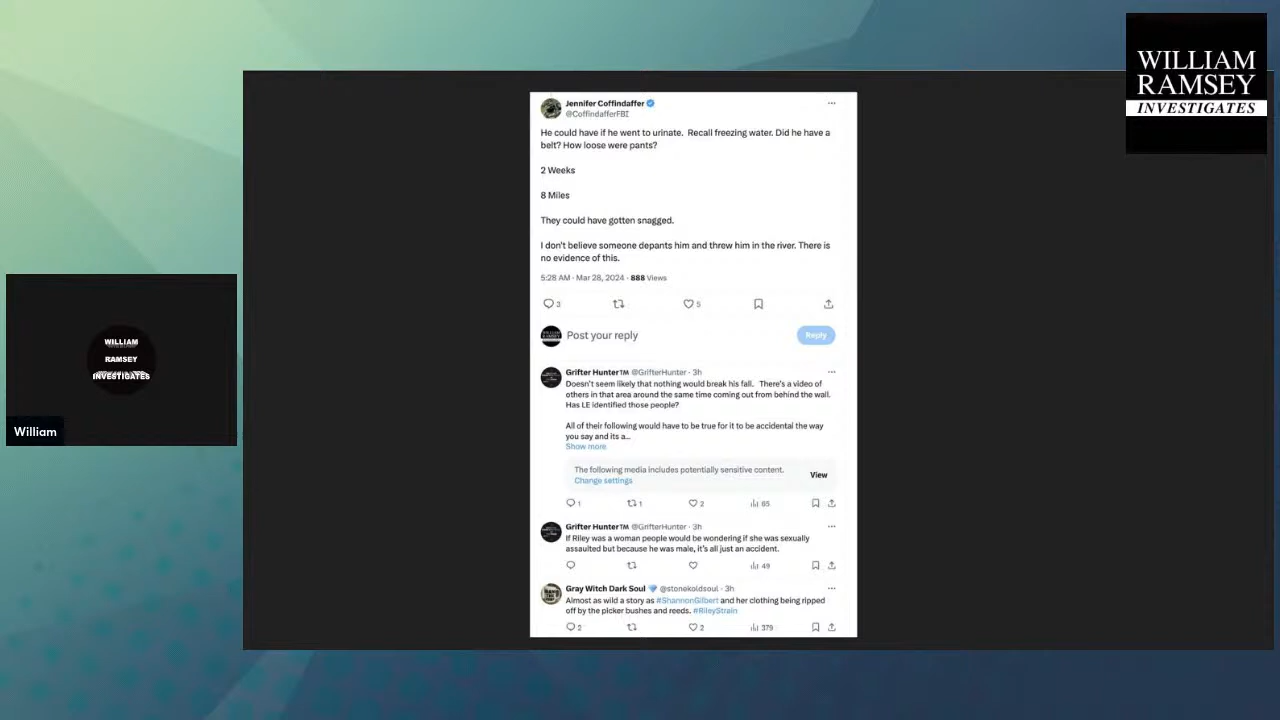 WILLIAM
RAMSEY
INVESTIGATES
Jennifer Coffindaffer
@CoffindafferFBI
He could have if he went to urinate. Recall freezing water. Did he have a
belt? How loose were pants?
2 Weeks
8 Miles
They could have gotten snagged.
I don't believe someone depants him and threw him in the river. There is
no evidence of this.
5:28 AM · Mar 28, 2024 · 888 Views
3
5
Post your reply
Reply
Grifter Hunter™ @GrifterHunter · 3h
Doesn't seem likely that nothing would break his fall. There's a video of
others in that area around the same time coming out from behind the wall.
Has LE identified those people?
All of their following would have to be true for it to be accidental the way
you say and its a...
Show more
The following media includes potentially sensitive content.
Change settings
View
1 1 2 65
Grifter Hunter™ @GrifterHunter · 3h
If Riley was a woman people would be wondering if she was sexually
assaulted but because he was male, it's all just an accident.
49
Gray Witch Dark Soul @stonekoldsoul · 3h
Almost as wild a story as #ShannonGilbert and her clothing being ripped
off by the picker bushes and reeds. #RileyStrain
2 2 379
WILLIAM
RAMSEY
INVESTIGATES
William